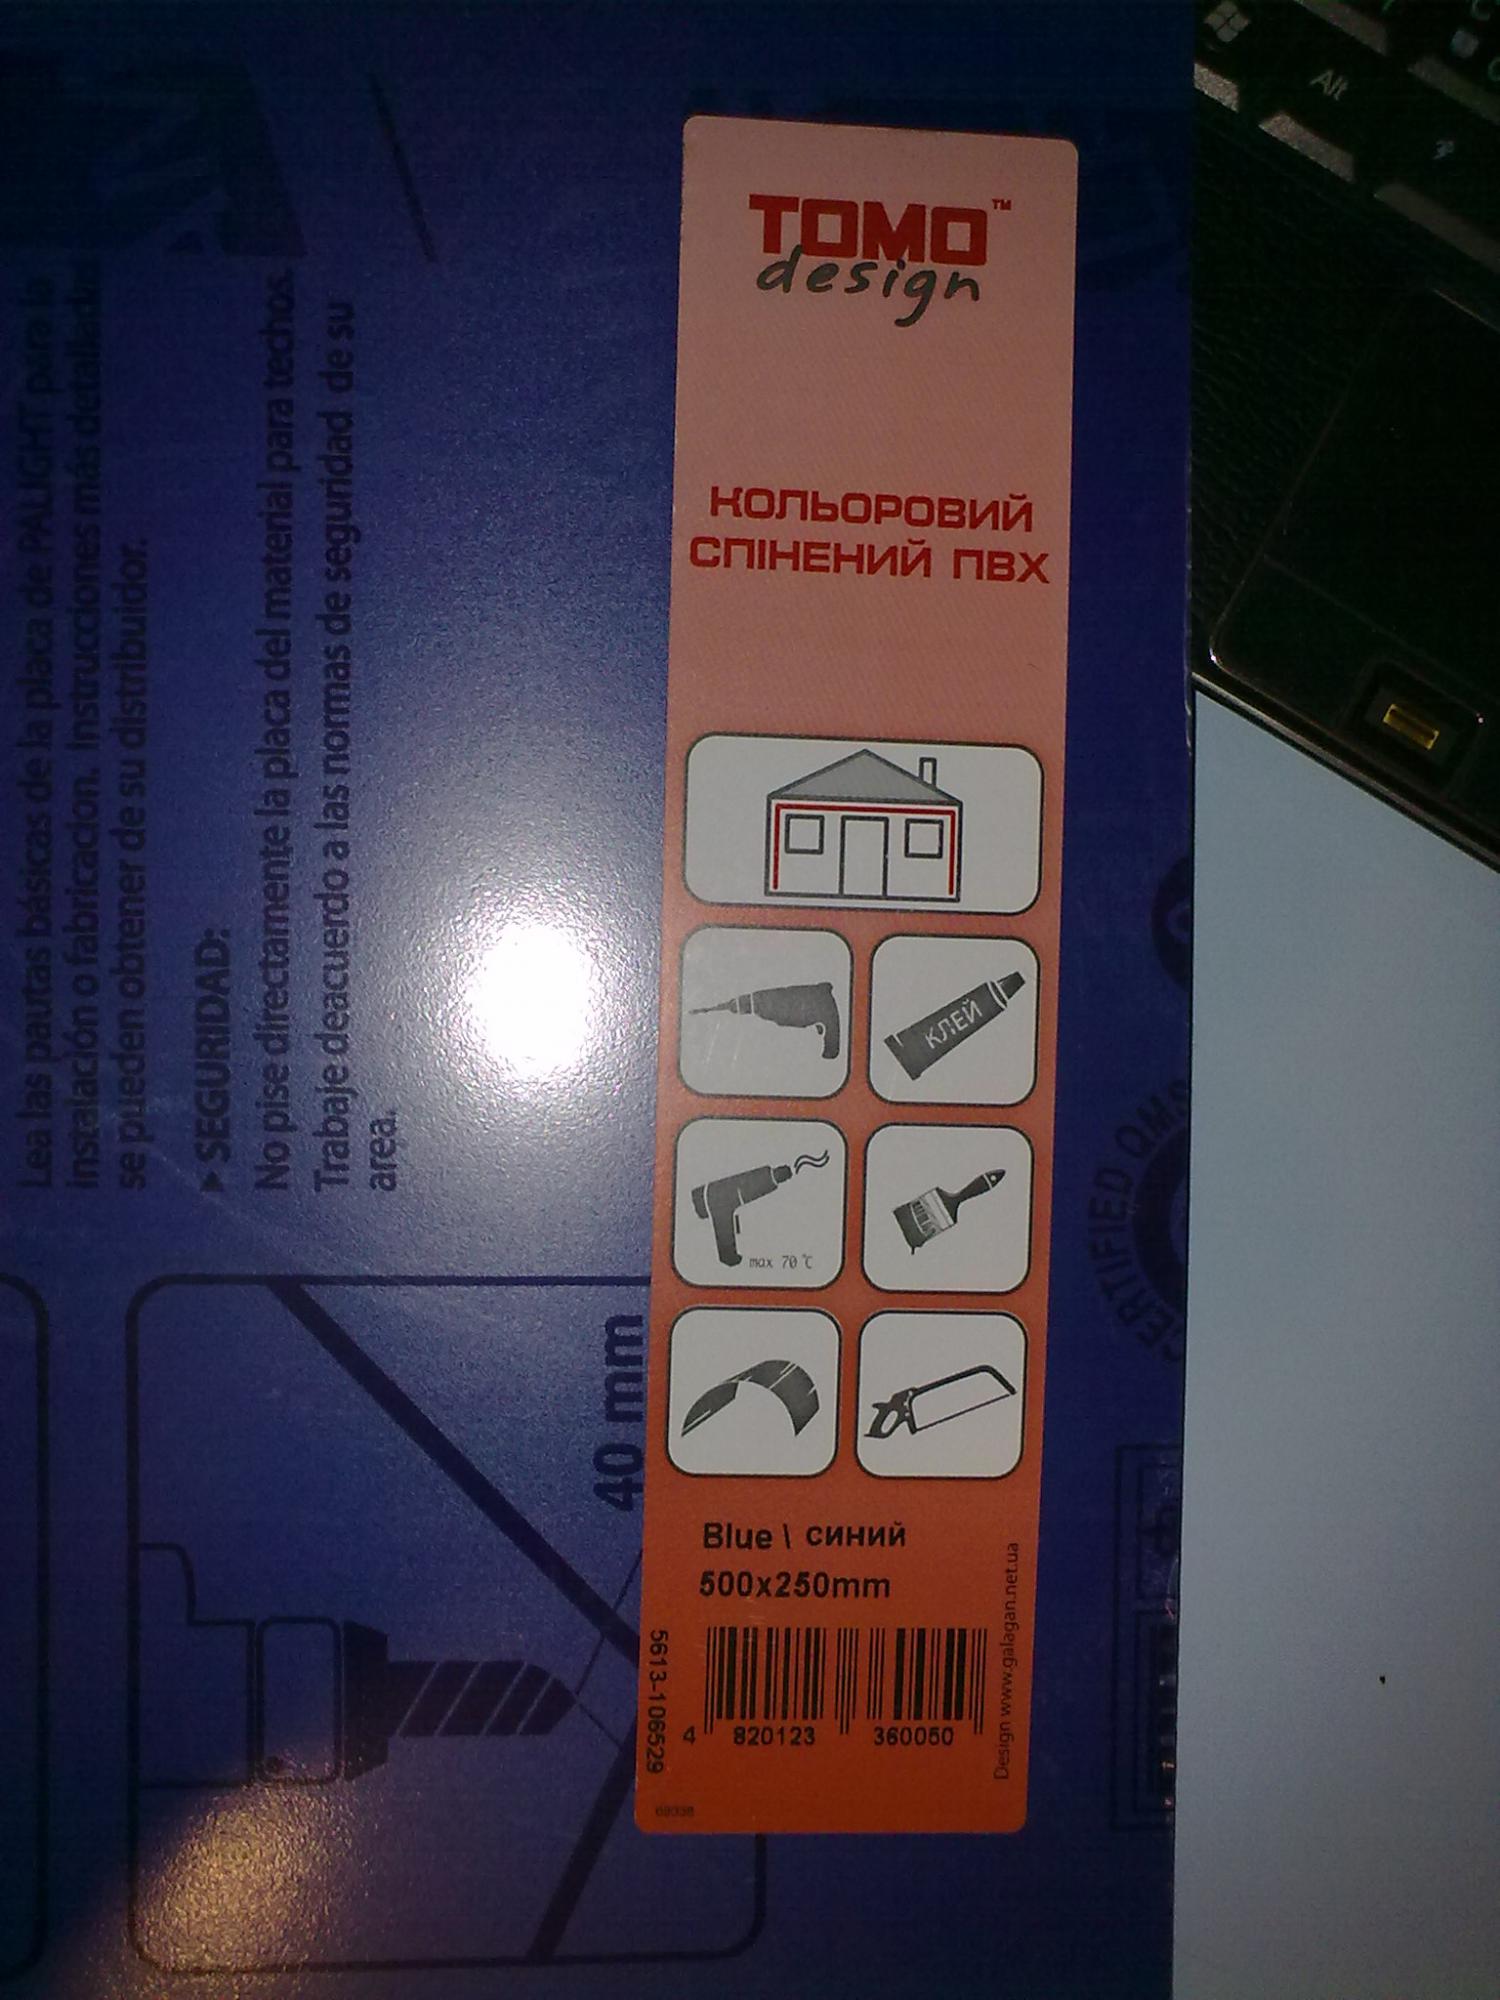 TOMO™
design
КОЛЬОРОВИЙ
СПІНЕНИЙ ПВХ
КЛЕЙ
max 70 °C
Blue \ синий
500x250mm
4 820123 360050
5613-106529
Design www.galagan.net.ua
Lea las pautas básicas de la placa de PALIGHT para la
instalación o fabricacion. Instrucciones más detalladas
se pueden obtener de su distribuidor.
►SEGURIDAD:
No pise directamente la placa del material para techos.
Trabaje deacuerdo a las normas de seguridad de su
area.
40 mm
CERTIFIED QMS
Alt